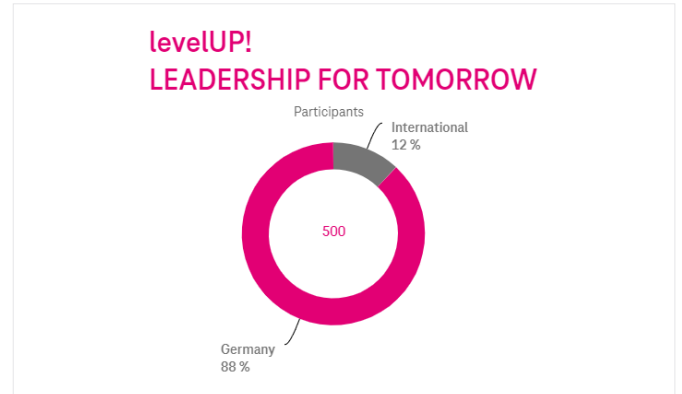 levelUP!
LEADERSHIP FOR TOMORROW
Participants
International
12 %
500
Germany
88 %